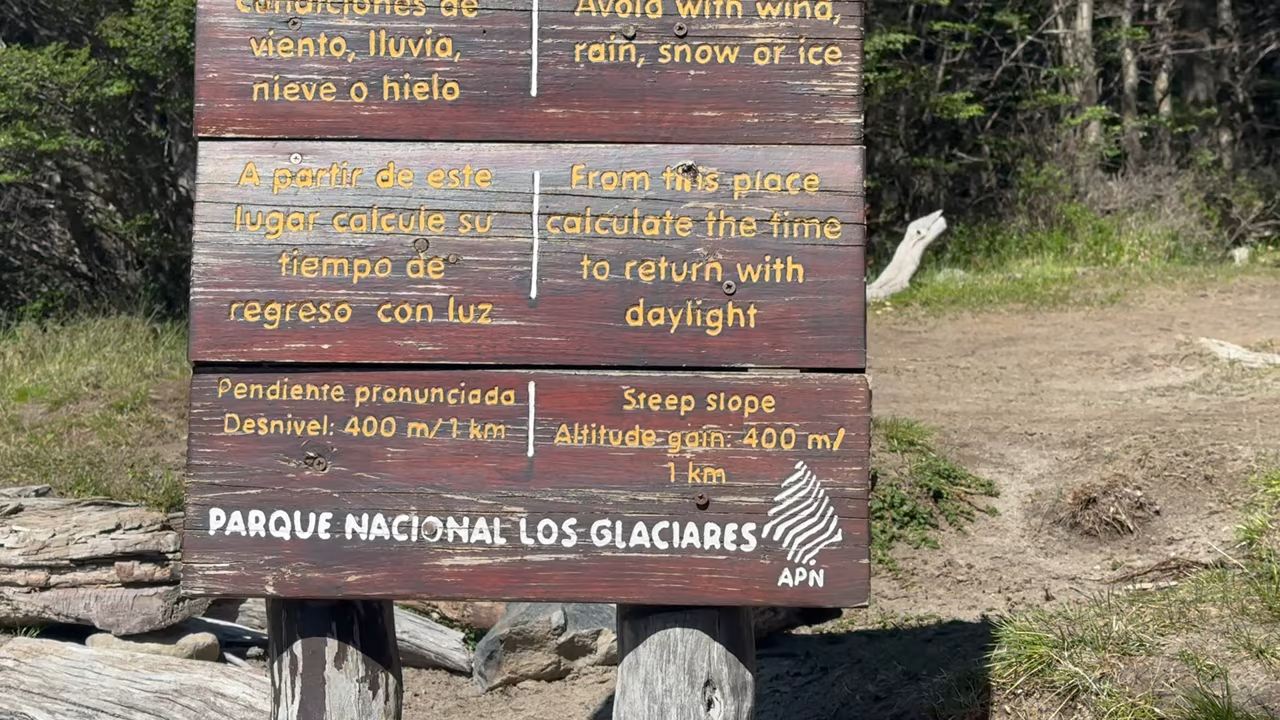 condiciones de
viento, lluvia,
nieve o hielo
Avoid with wind,
rain, snow or ice
A partir de este
lugar calcule su
tiempo de
regreso con luz
From this place
calculate the time
to return with
daylight
Pendiente pronunciada
Desnivel: 400 m/1 km
Steep slope
Altitude gain: 400 m/
1 km
PARQUE NACIONAL LOS GLACIARES
APN